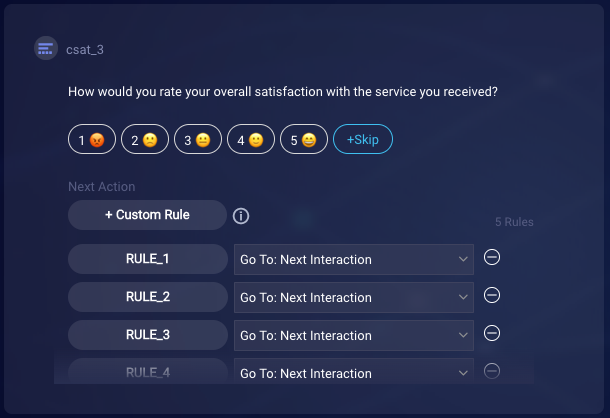 csat_3
How would you rate your overall satisfaction with the service you received?
1 😡 2 🙁 3 😐 4 🙂 5 😄 +Skip
Next Action
+ Custom Rule
5 Rules
RULE_1 Go To: Next Interaction
RULE_2 Go To: Next Interaction
RULE_3 Go To: Next Interaction
RULE_4 Go To: Next Interaction